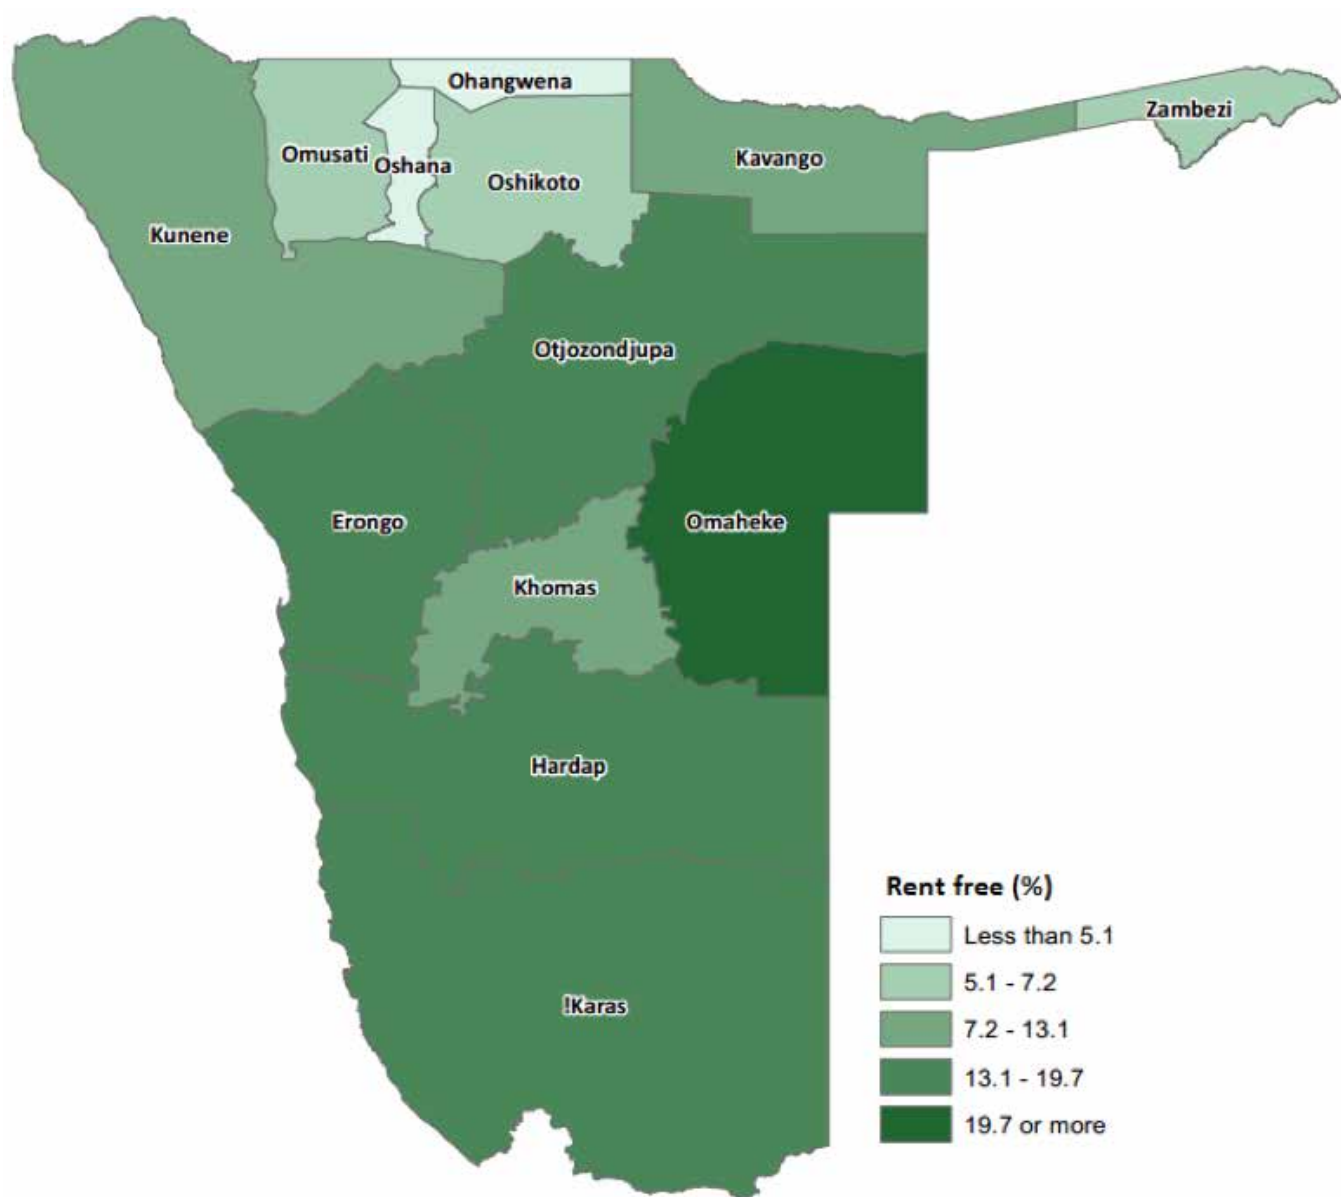 Ohangwena
Zambezi
Omusati
Oshana
Oshikoto
Kavango
Kunene
Otjozondjupa
Erongo
Omaheke
Khomas
Hardap
!Karas
Rent free (%)
Less than 5.1
5.1 - 7.2
7.2 - 13.1
13.1 - 19.7
19.7 or more